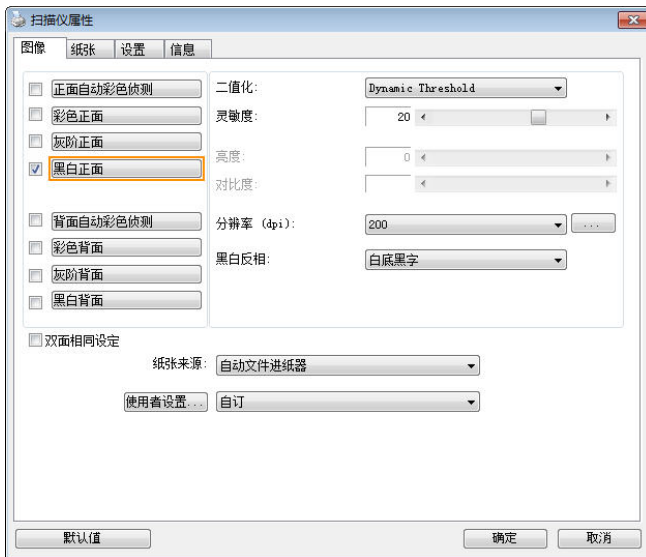 扫描仪属性
图像 纸张 设置 信息
正面自动彩色侦测
彩色正面
灰阶正面
黑白正面
背面自动彩色侦测
彩色背面
灰阶背面
黑白背面
二值化: Dynamic Threshold
灵敏度: 20
亮度: 0
对比度:
分辨率 (dpi): 200 ...
黑白反相: 白底黑字
双面相同设定
纸张来源: 自动文件进纸器
使用者设置... 自订
默认值 确定 取消